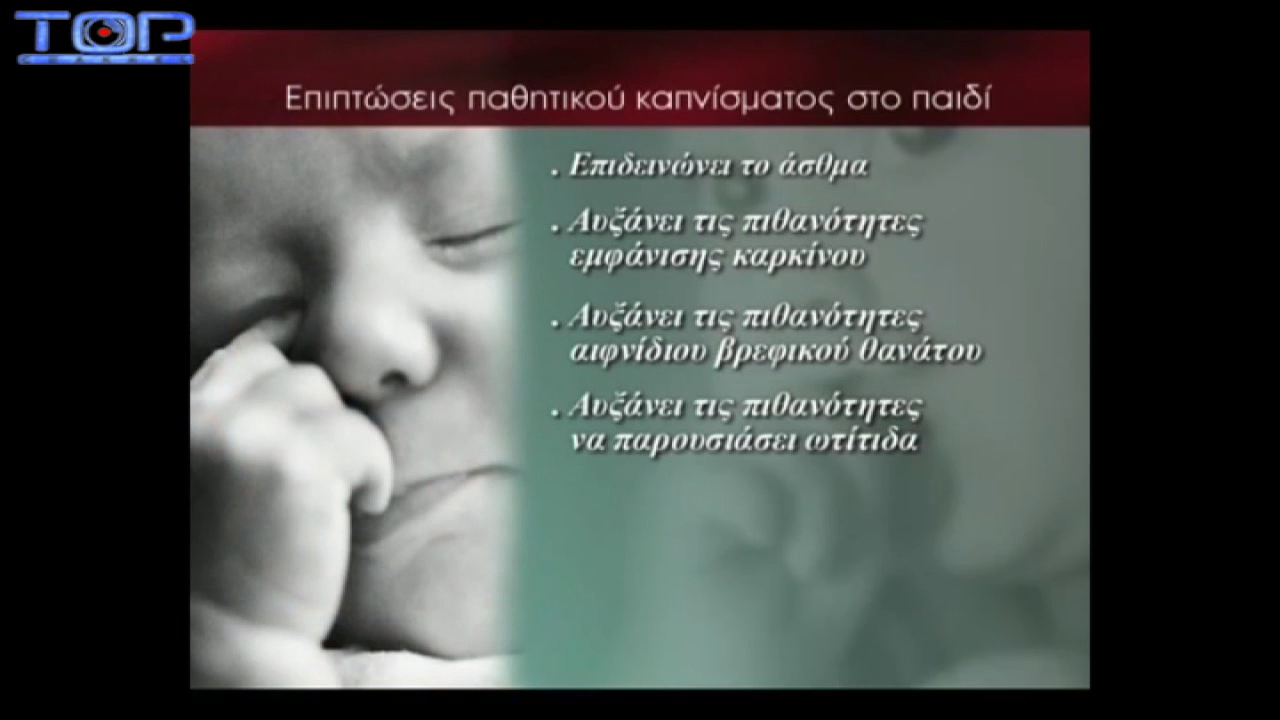 TOP
CHANNEL
Επιπτώσεις παθητικού καπνίσματος στο παιδί
. Επιδεινώνει το άσθμα
. Αυξάνει τις πιθανότητες
εμφάνισης καρκίνου
. Αυξάνει τις πιθανότητες
αιφνίδιου βρεφικού θανάτου
. Αυξάνει τις πιθανότητες
να παρουσιάσει ωτίτιδα